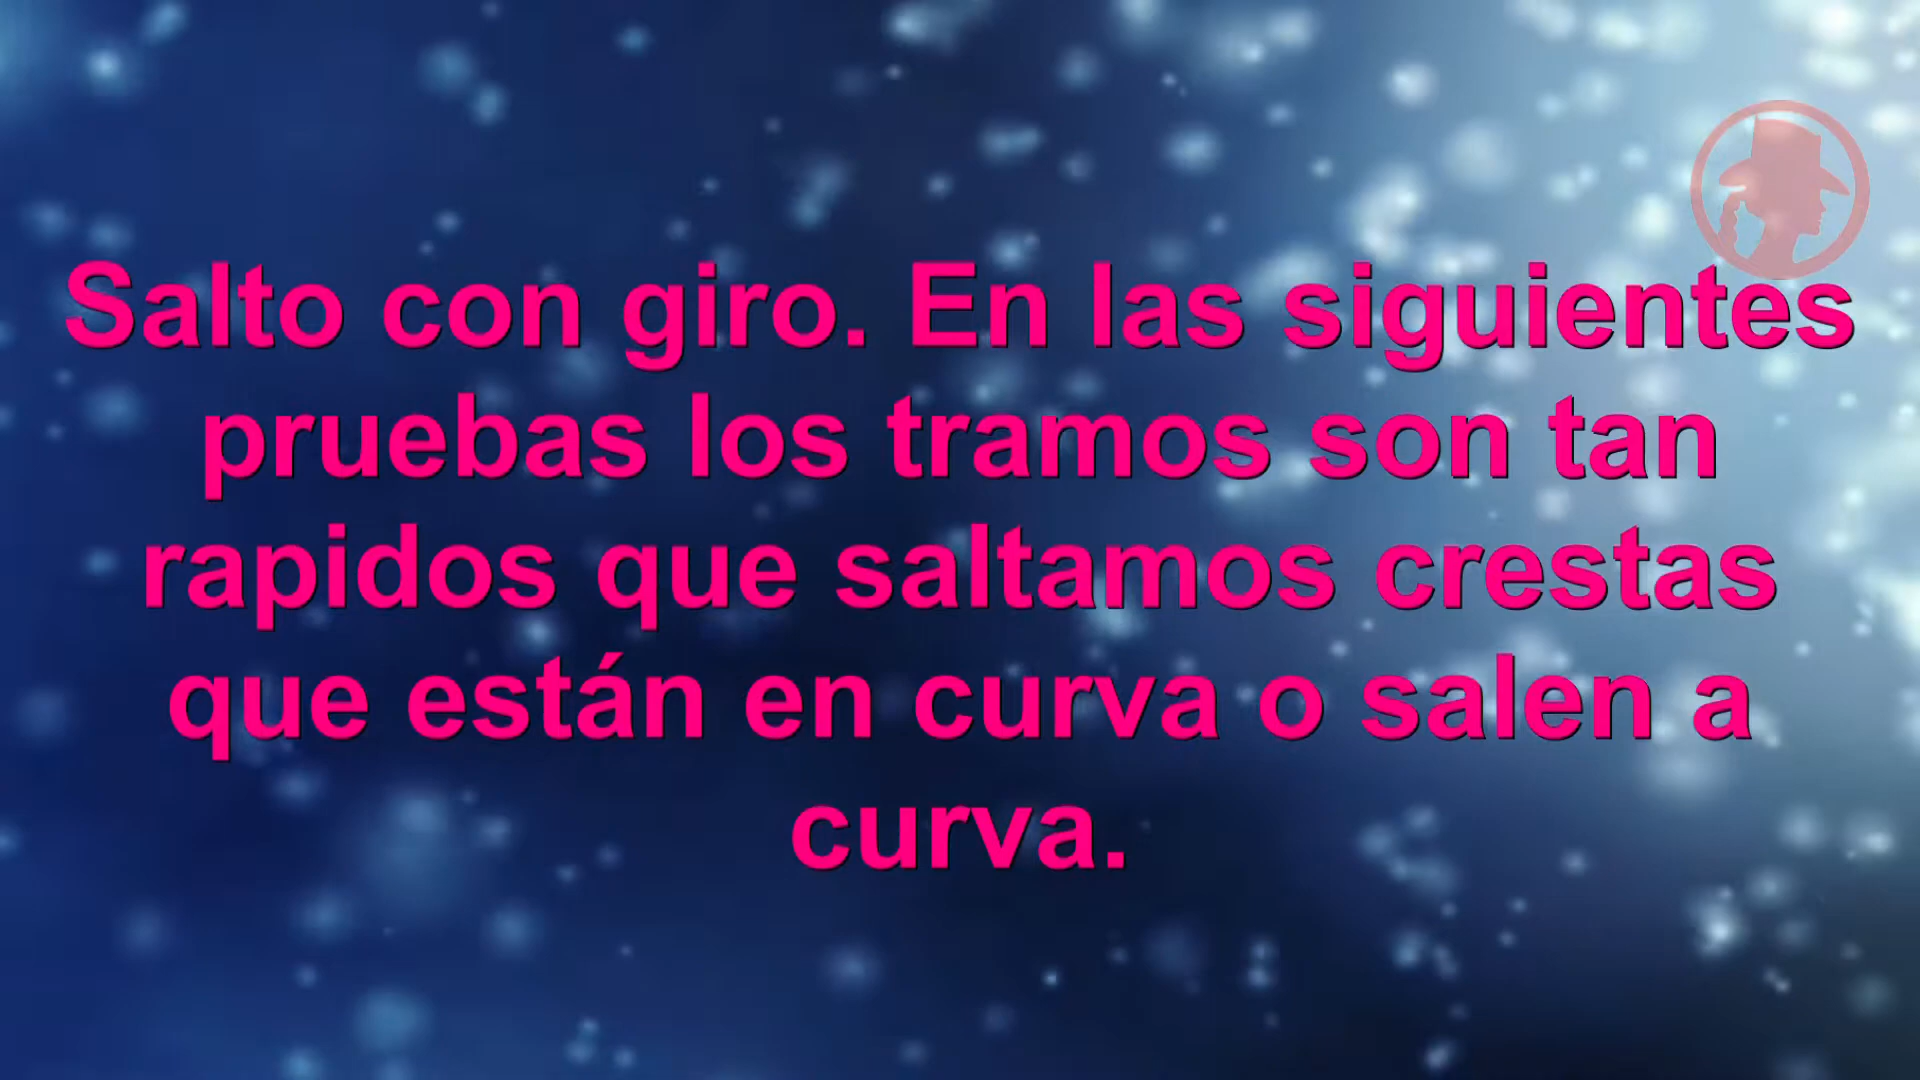 Salto con giro. En las siguientes
pruebas los tramos son tan
rapidos que saltamos crestas
que están en curva o salen a
curva.